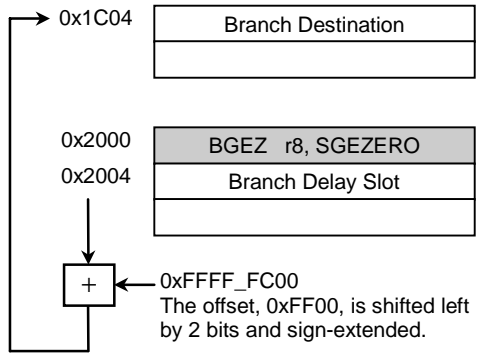 0x1C04 Branch Destination
0x2000 BGEZ r8, SGEZERO
0x2004 Branch Delay Slot
+ 0xFFFF_FC00
The offset, 0xFF00, is shifted left
by 2 bits and sign-extended.